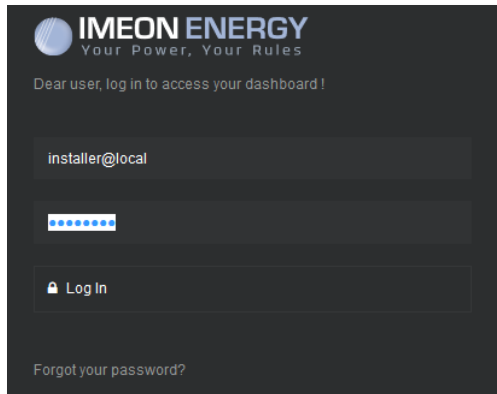 IMEON ENERGY
Your Power, Your Rules
Dear user, log in to access your dashboard !
installer@local
••••••••
Log In
Forgot your password?